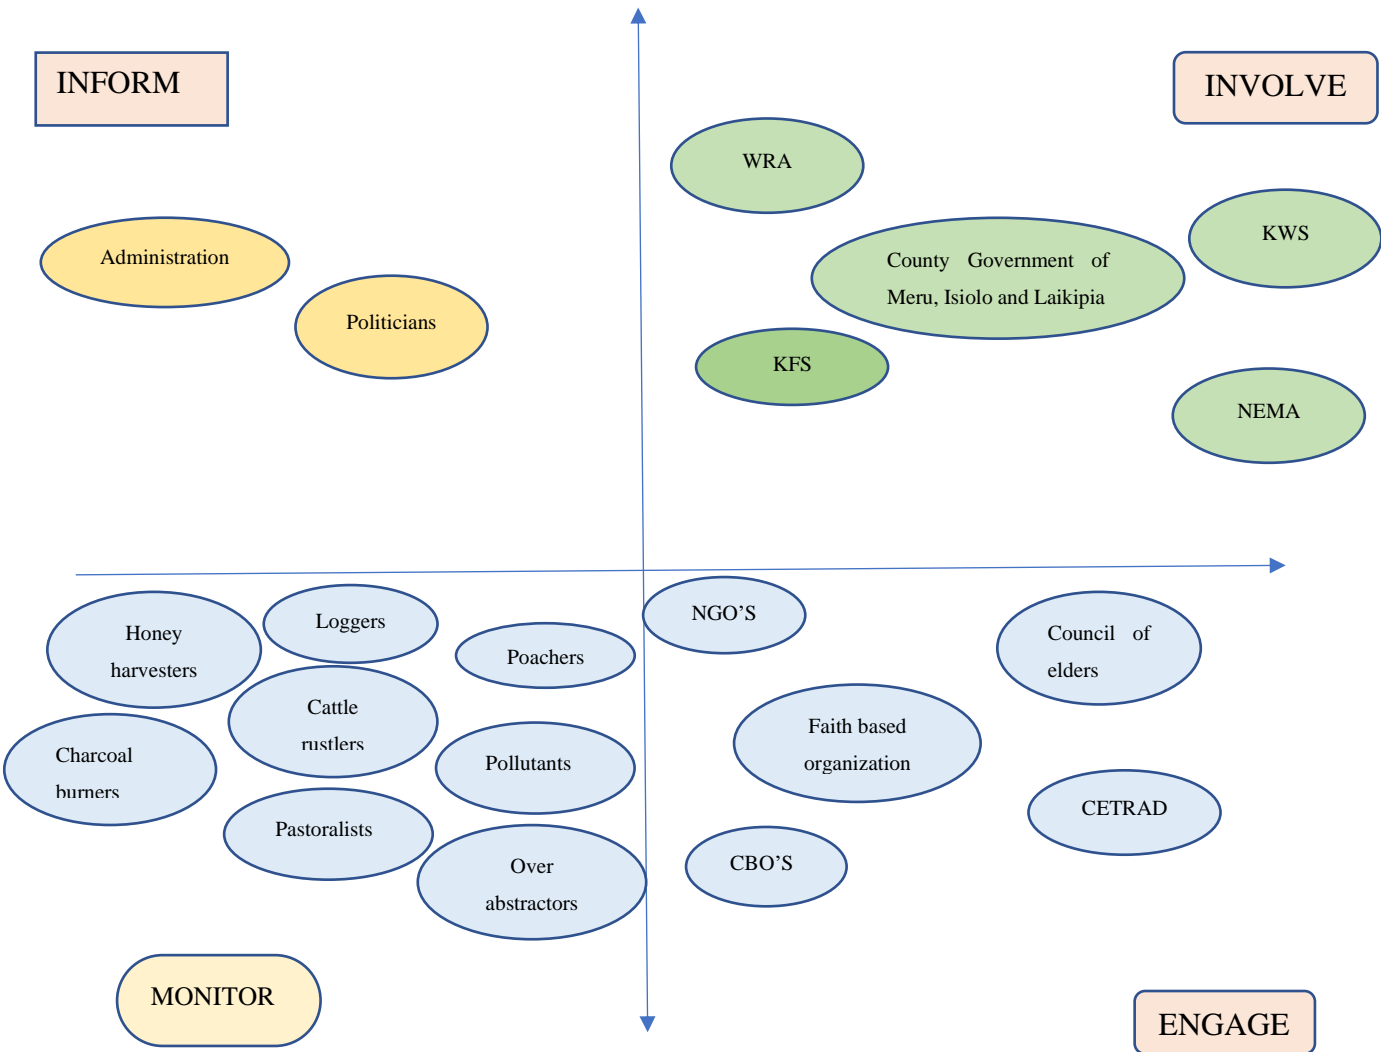 INFORM
INVOLVE
WRA
Administration
County Government of
Meru, Isiolo and Laikipia
KWS
Politicians
KFS
NEMA
Honey
harvesters
Loggers
Poachers
NGO’S
Council of
elders
Cattle
rustlers
Charcoal
burners
Pollutants
Faith based
organization
Pastoralists
CETRAD
Over
abstractors
CBO’S
MONITOR
ENGAGE